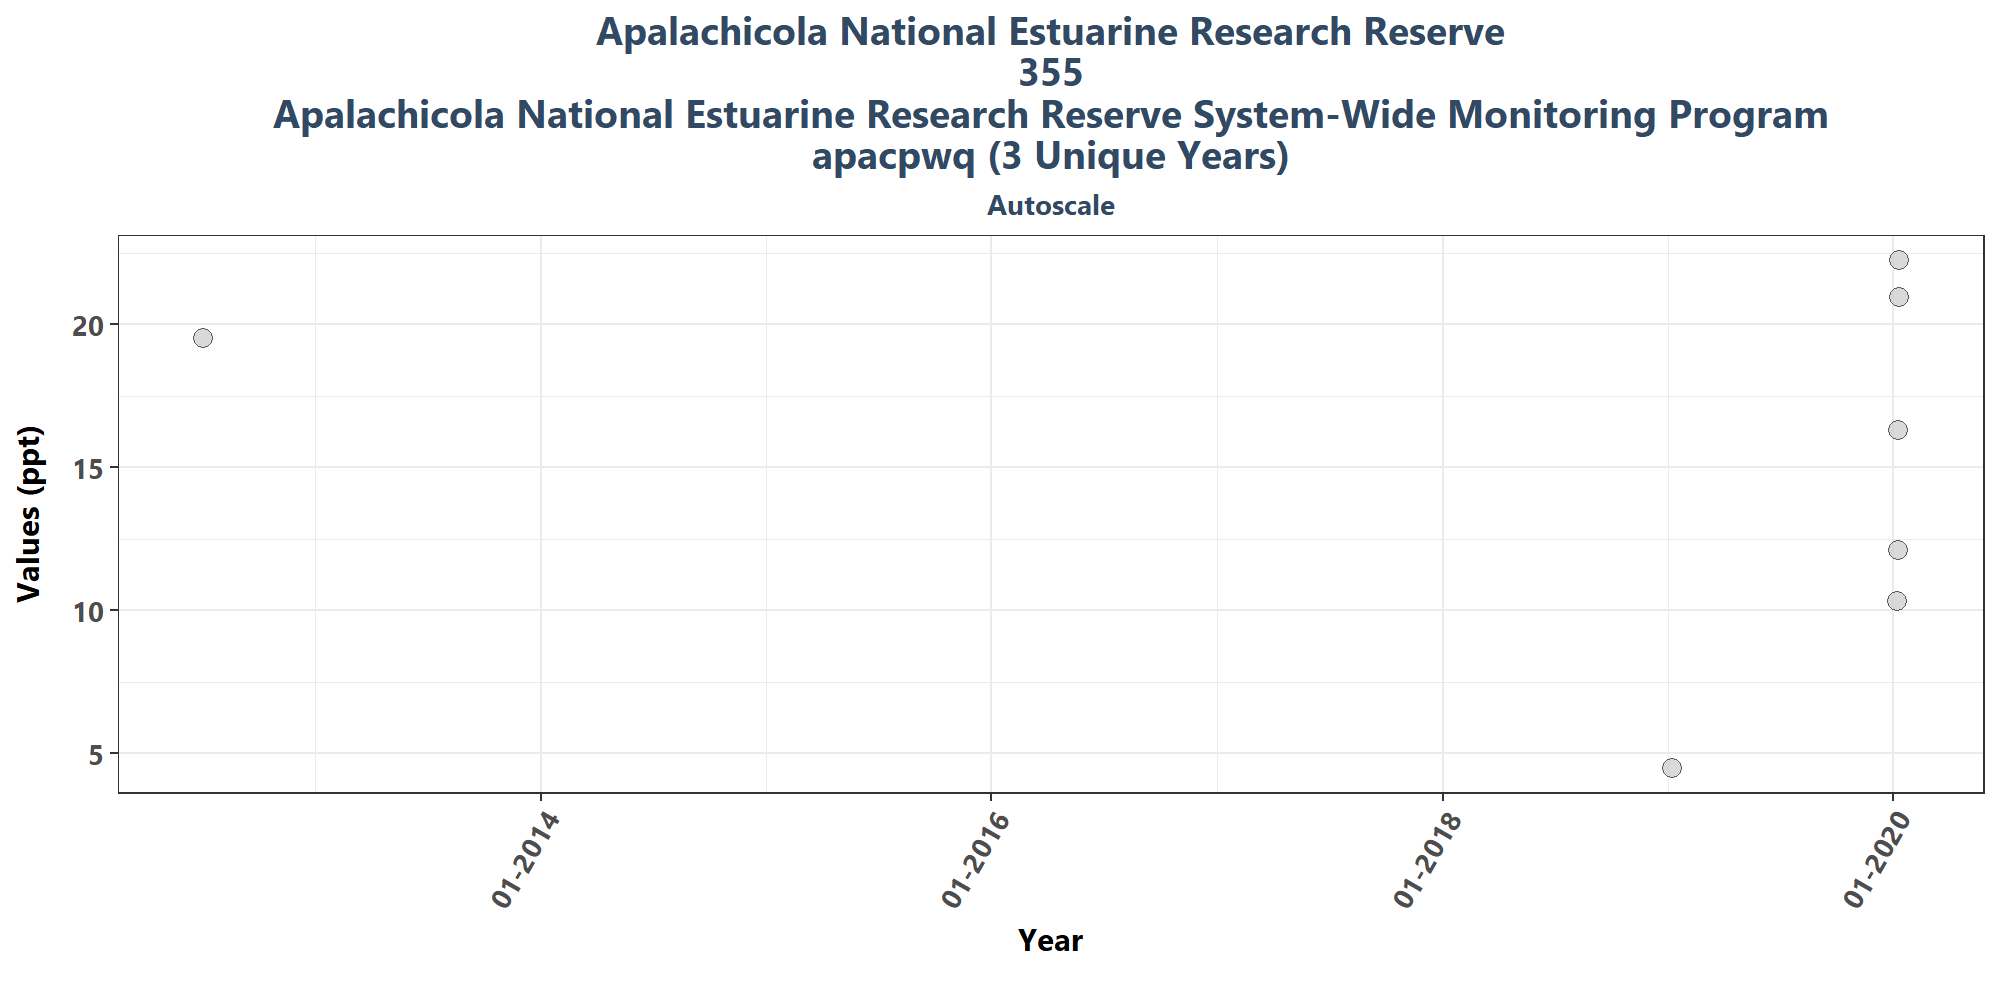 Apalachicola National Estuarine Research Reserve
355
Apalachicola National Estuarine Research Reserve System-Wide Monitoring Program
apacpwq (3 Unique Years)
Autoscale
Values (ppt)
20
15
10
5
01-2014
01-2016
01-2018
01-2020
Year